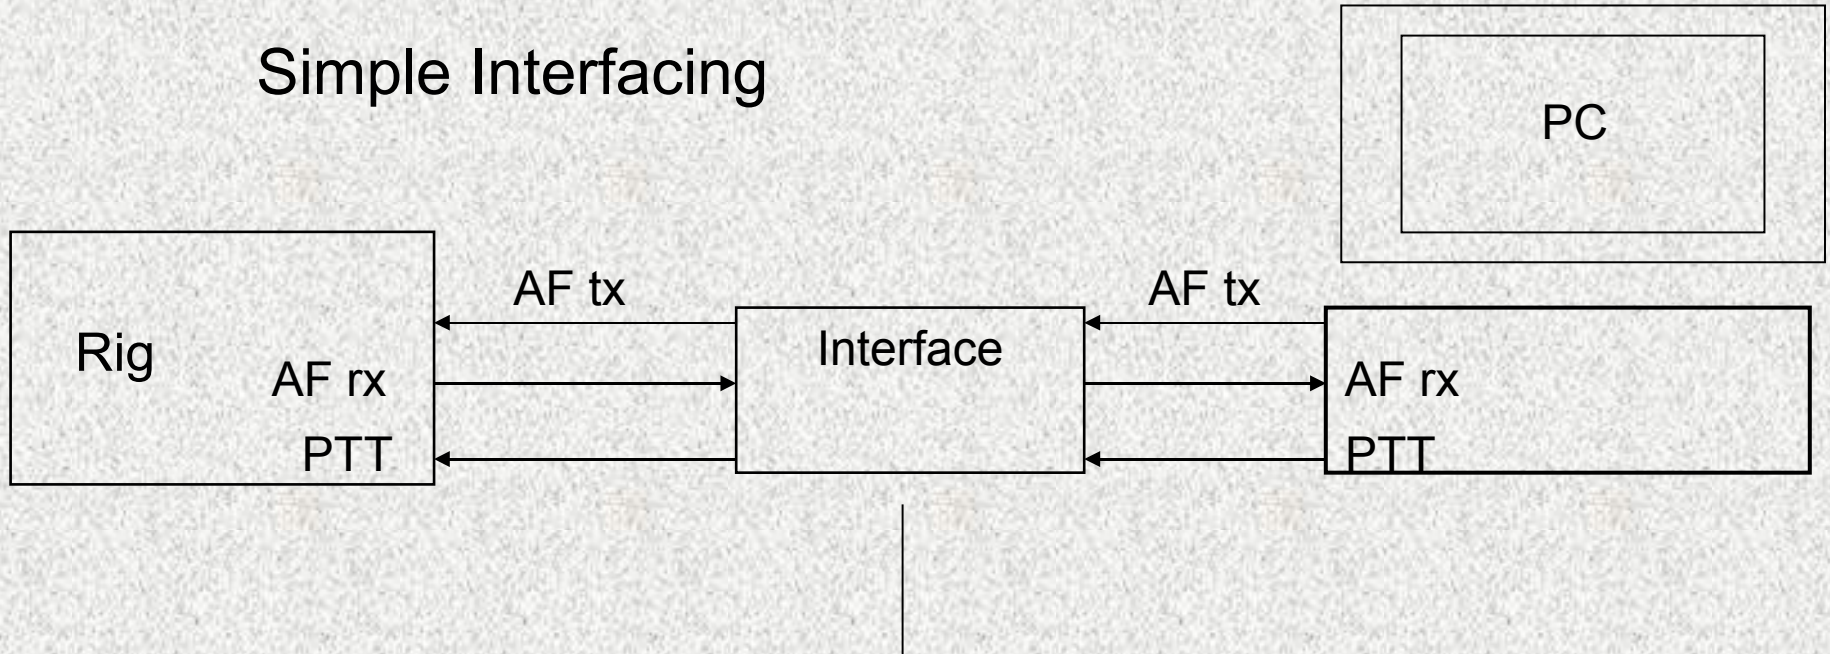 Simple Interfacing
PC
AF tx
AF tx
Rig
Interface
AF rx
AF rx
PTT
PTT